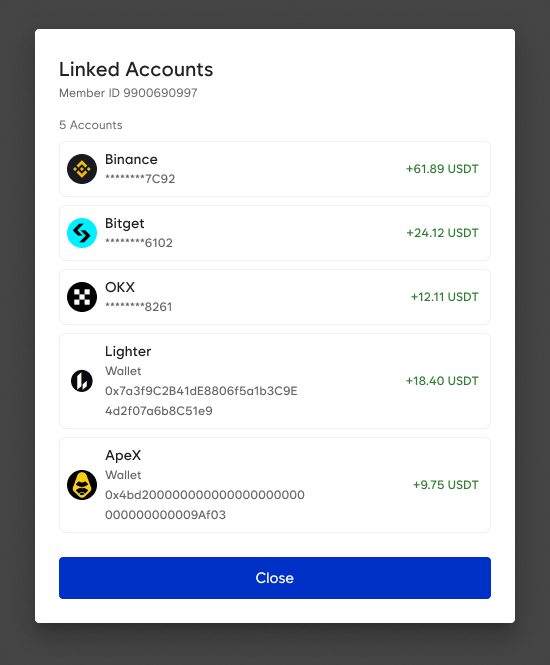 Linked Accounts
Member ID 9900690997
5 Accounts
Binance
********7C92
+61.89 USDT
Bitget
********6102
+24.12 USDT
OKX
********8261
+12.11 USDT
Lighter
Wallet
0x7a3f9C2B41dE8806f5a1b3C9E
4d2f07a6b8C51e9
+18.40 USDT
ApeX
Wallet
0x4bd200000000000000000000
000000000009Af03
+9.75 USDT
Close